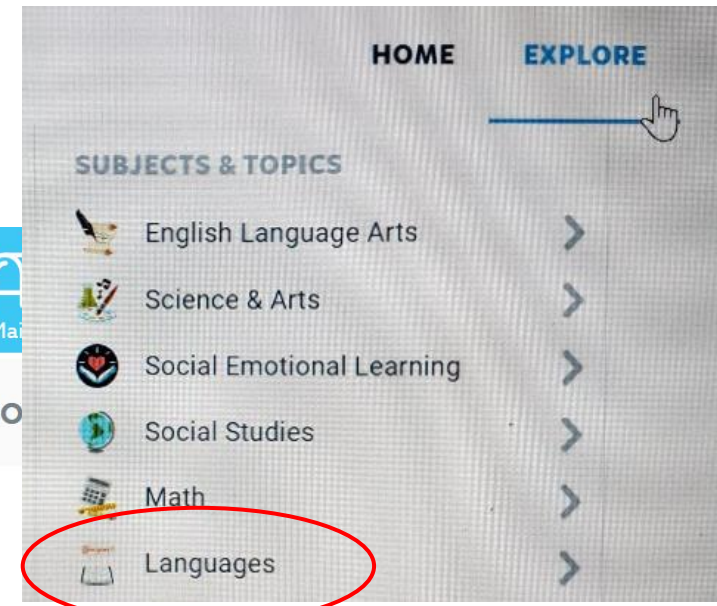 HOME EXPLORE
SUBJECTS & TOPICS
English Language Arts
Science & Arts
Social Emotional Learning
Social Studies
Math
Languages